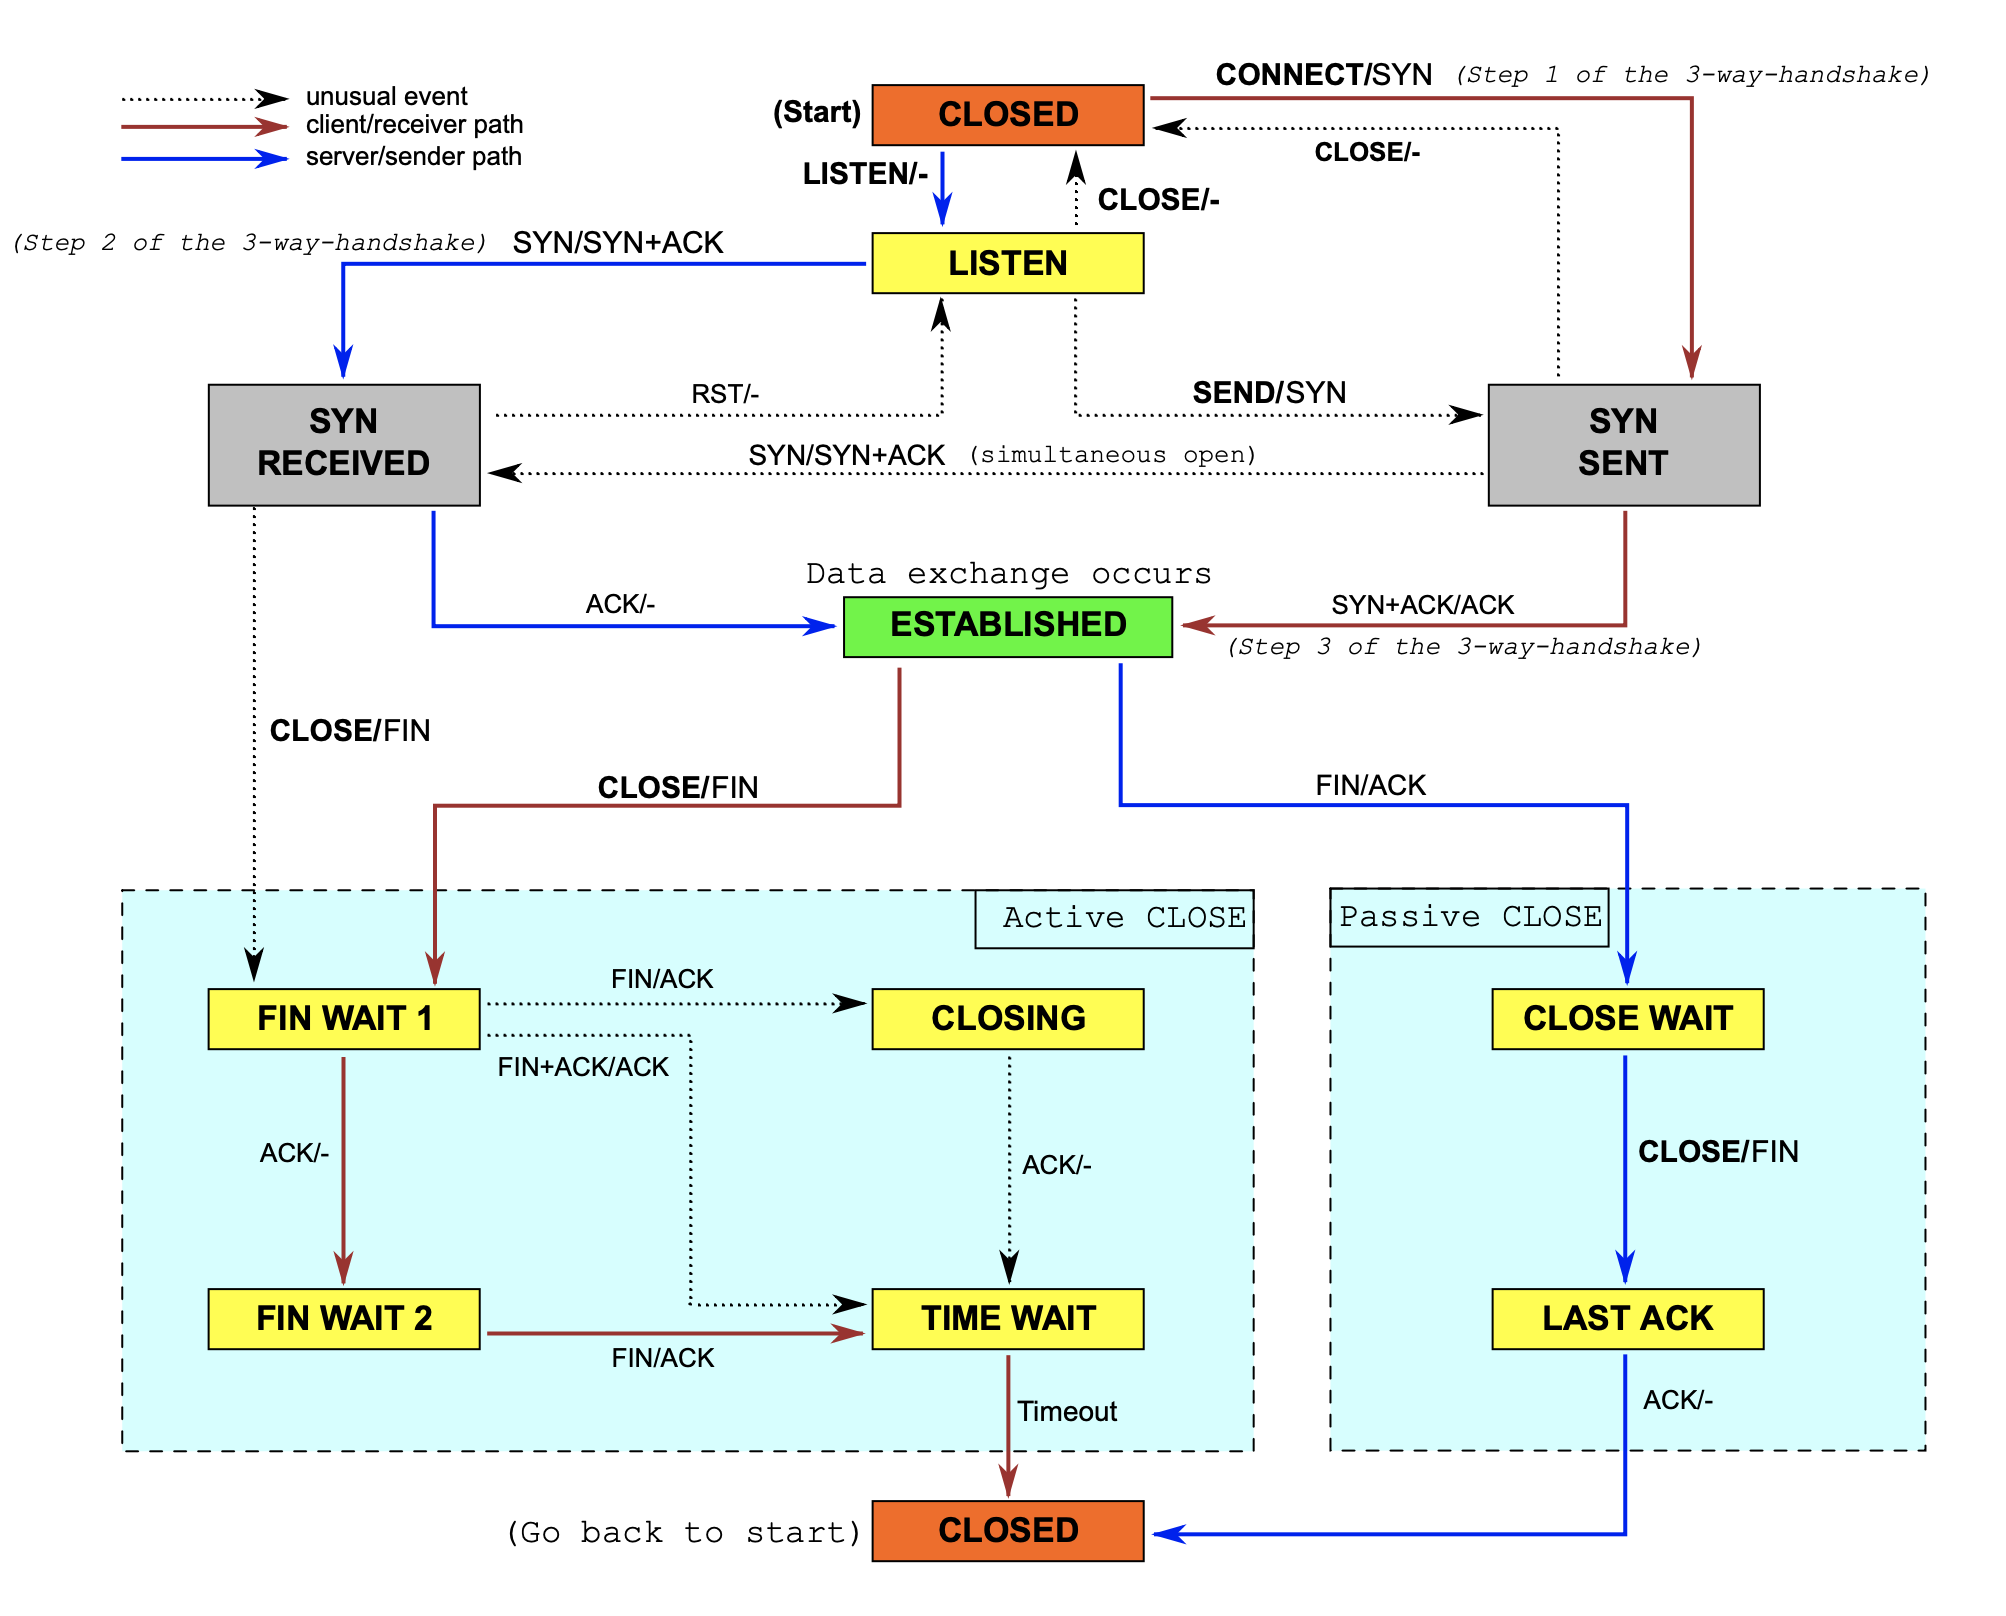 unusual event
client/receiver path
server/sender path
(Start)
CLOSED
CONNECT/SYN (Step 1 of the 3-way-handshake)
CLOSE/-
LISTEN/-
CLOSE/-
(Step 2 of the 3-way-handshake) SYN/SYN+ACK
LISTEN
RST/-
SEND/SYN
SYN
RECEIVED
SYN
SENT
SYN/SYN+ACK (simultaneous open)
Data exchange occurs
ACK/-
ESTABLISHED
SYN+ACK/ACK
(Step 3 of the 3-way-handshake)
CLOSE/FIN
CLOSE/FIN
FIN/ACK
Active CLOSE
Passive CLOSE
FIN WAIT 1
FIN/ACK
CLOSING
CLOSE WAIT
FIN+ACK/ACK
ACK/-
ACK/-
CLOSE/FIN
FIN WAIT 2
FIN/ACK
TIME WAIT
LAST ACK
Timeout
ACK/-
(Go back to start)
CLOSED